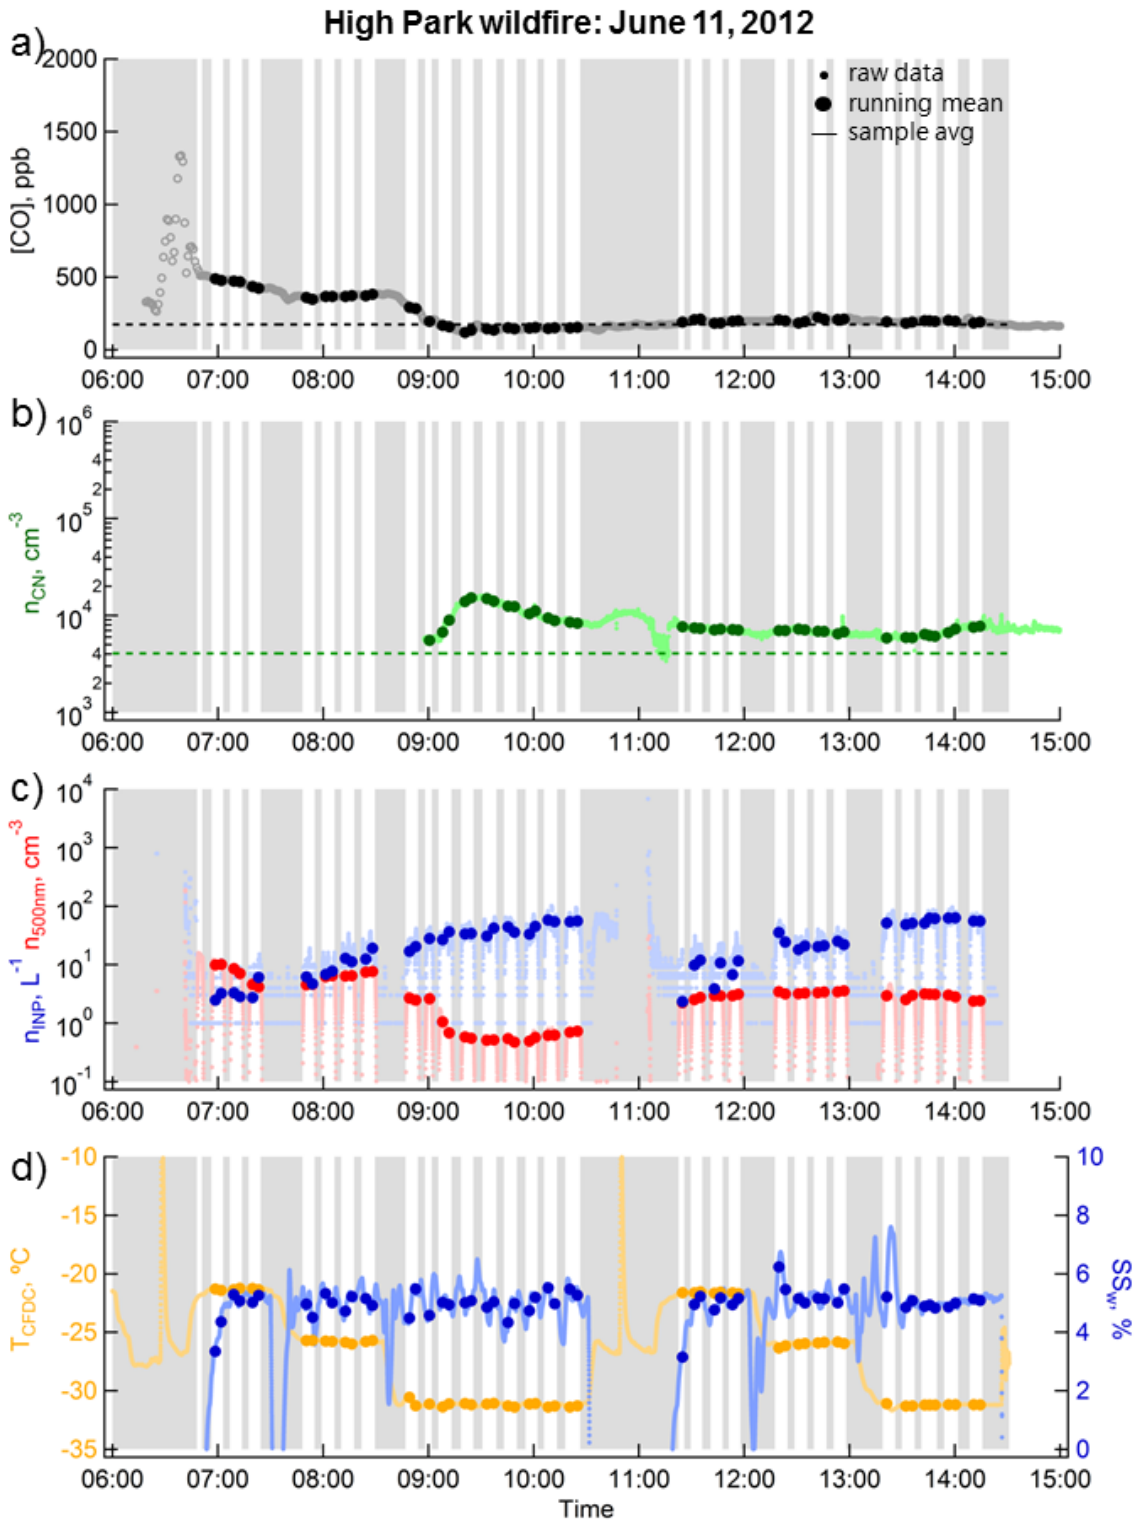 High Park wildfire: June 11, 2012
a)
2000
1500
1000
500
0
[CO], ppb
raw data
running mean
sample avg
06:00 07:00 08:00 09:00 10:00 11:00 12:00 13:00 14:00 15:00
b)
10^6
4
2
10^5
4
2
10^4
4
2
10^3
n_CN, cm^-3
06:00 07:00 08:00 09:00 10:00 11:00 12:00 13:00 14:00 15:00
c)
10^4
10^3
10^2
10^1
10^0
10^-1
n_INP, L^-1 n_500nm, cm^-3
06:00 07:00 08:00 09:00 10:00 11:00 12:00 13:00 14:00 15:00
d)
-10
-15
-20
-25
-30
-35
T_CFDC, ºC
10
8
6
4
2
0
SS_w, %
06:00 07:00 08:00 09:00 10:00 11:00 12:00 13:00 14:00 15:00
Time